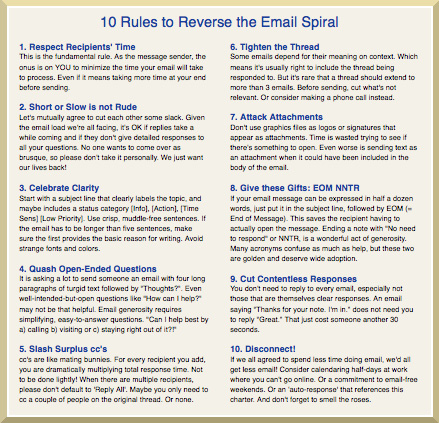 10 Rules to Reverse the Email Spiral
1. Respect Recipients' Time
This is the fundamental rule. As the message sender, the
onus is on YOU to minimize the time your email will take
to process. Even if it means taking more time at your end
before sending.
2. Short or Slow is not Rude
Let's mutually agree to cut each other some slack. Given
the email load we're all facing, it's OK if replies take a
while coming and if they don't give detailed responses to
all your questions. No one wants to come over as
brusque, so please don't take it personally. We just want
our lives back!
3. Celebrate Clarity
Start with a subject line that clearly labels the topic, and
maybe includes a status category [Info], [Action], [Time
Sens] [Low Priority]. Use crisp, muddle-free sentences. If
the email has to be longer than five sentences, make
sure the first provides the basic reason for writing. Avoid
strange fonts and colors.
4. Quash Open-Ended Questions
It is asking a lot to send someone an email with four long
paragraphs of turgid text followed by "Thoughts?". Even
well-intended-but-open questions like "How can I help?"
may not be that helpful. Email generosity requires
simplifying, easy-to-answer questions. "Can I help best by
a) calling b) visiting or c) staying right out of it?!"
5. Slash Surplus cc's
cc's are like mating bunnies. For every recipient you add,
you are dramatically multiplying total response time. Not
to be done lightly! When there are multiple recipients,
please don't default to 'Reply All'. Maybe you only need to
cc a couple of people on the original thread. Or none.
6. Tighten the Thread
Some emails depend for their meaning on context. Which
means it's usually right to include the thread being
responded to. But it's rare that a thread should extend to
more than 3 emails. Before sending, cut what's not
relevant. Or consider making a phone call instead.
7. Attack Attachments
Don't use graphics files as logos or signatures that
appear as attachments. Time is wasted trying to see if
there's something to open. Even worse is sending text as
an attachment when it could have been included in the
body of the email.
8. Give these Gifts: EOM NNTR
If your email message can be expressed in half a dozen
words, just put it in the subject line, followed by EOM (=
End of Message). This saves the recipient having to
actually open the message. Ending a note with "No need
to respond" or NNTR, is a wonderful act of generosity.
Many acronyms confuse as much as help, but these two
are golden and deserve wide adoption.
9. Cut Contentless Responses
You don't need to reply to every email, especially not
those that are themselves clear responses. An email
saying "Thanks for your note. I'm in." does not need you
to reply "Great." That just cost someone another 30
seconds.
10. Disconnect!
If we all agreed to spend less time doing email, we'd all
get less email! Consider calendaring half-days at work
where you can't go online. Or a commitment to email-free
weekends. Or an 'auto-response' that references this
charter. And don't forget to smell the roses.